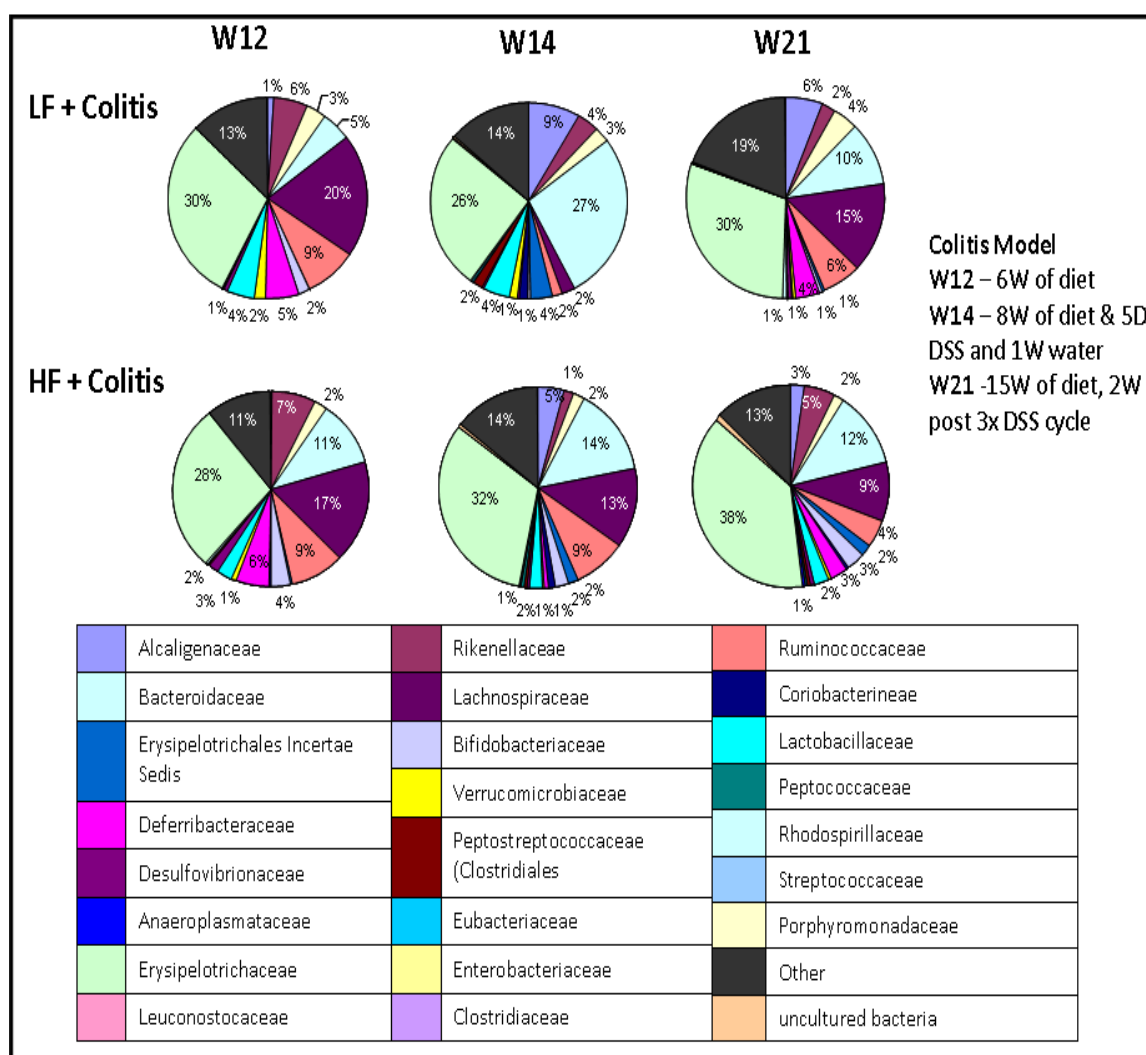 W12 W14 W21
LF + Colitis
1% 6% 3% 5% 20% 9% 2% 5% 2% 4% 1% 30% 13%
9% 4% 3% 27% 2% 2% 4% 1% 1% 4% 2% 26% 14%
6% 2% 4% 10% 15% 6% 1% 1% 4% 1% 1% 30% 19%
Colitis Model
W12 – 6W of diet
W14 – 8W of diet & 5D
DSS and 1W water
W21 -15W of diet, 2W
post 3x DSS cycle
HF + Colitis
7% 2% 11% 17% 9% 4% 6% 1% 3% 2% 28% 11%
5% 1% 2% 14% 13% 9% 2% 2% 1% 1% 2% 1% 32% 14%
3% 5% 2% 12% 9% 4% 2% 3% 3% 2% 1% 38% 13%
Alcaligenaceae Rikenellaceae Ruminococcaceae
Bacteroidaceae Lachnospiraceae Coriobacterineae
Erysipelotrichales Incertae
Sedis
Bifidobacteriaceae Lactobacillaceae
Verrucomicrobiaceae Peptococcaceae
Deferribacteraceae
Peptostreptococcaceae
(Clostridiales
Rhodospirillaceae
Desulfovibrionaceae Streptococcaceae
Anaeroplasmataceae Eubacteriaceae Porphyromonadaceae
Erysipelotrichaceae Enterobacteriaceae Other
Leuconostocaceae Clostridiaceae uncultured bacteria